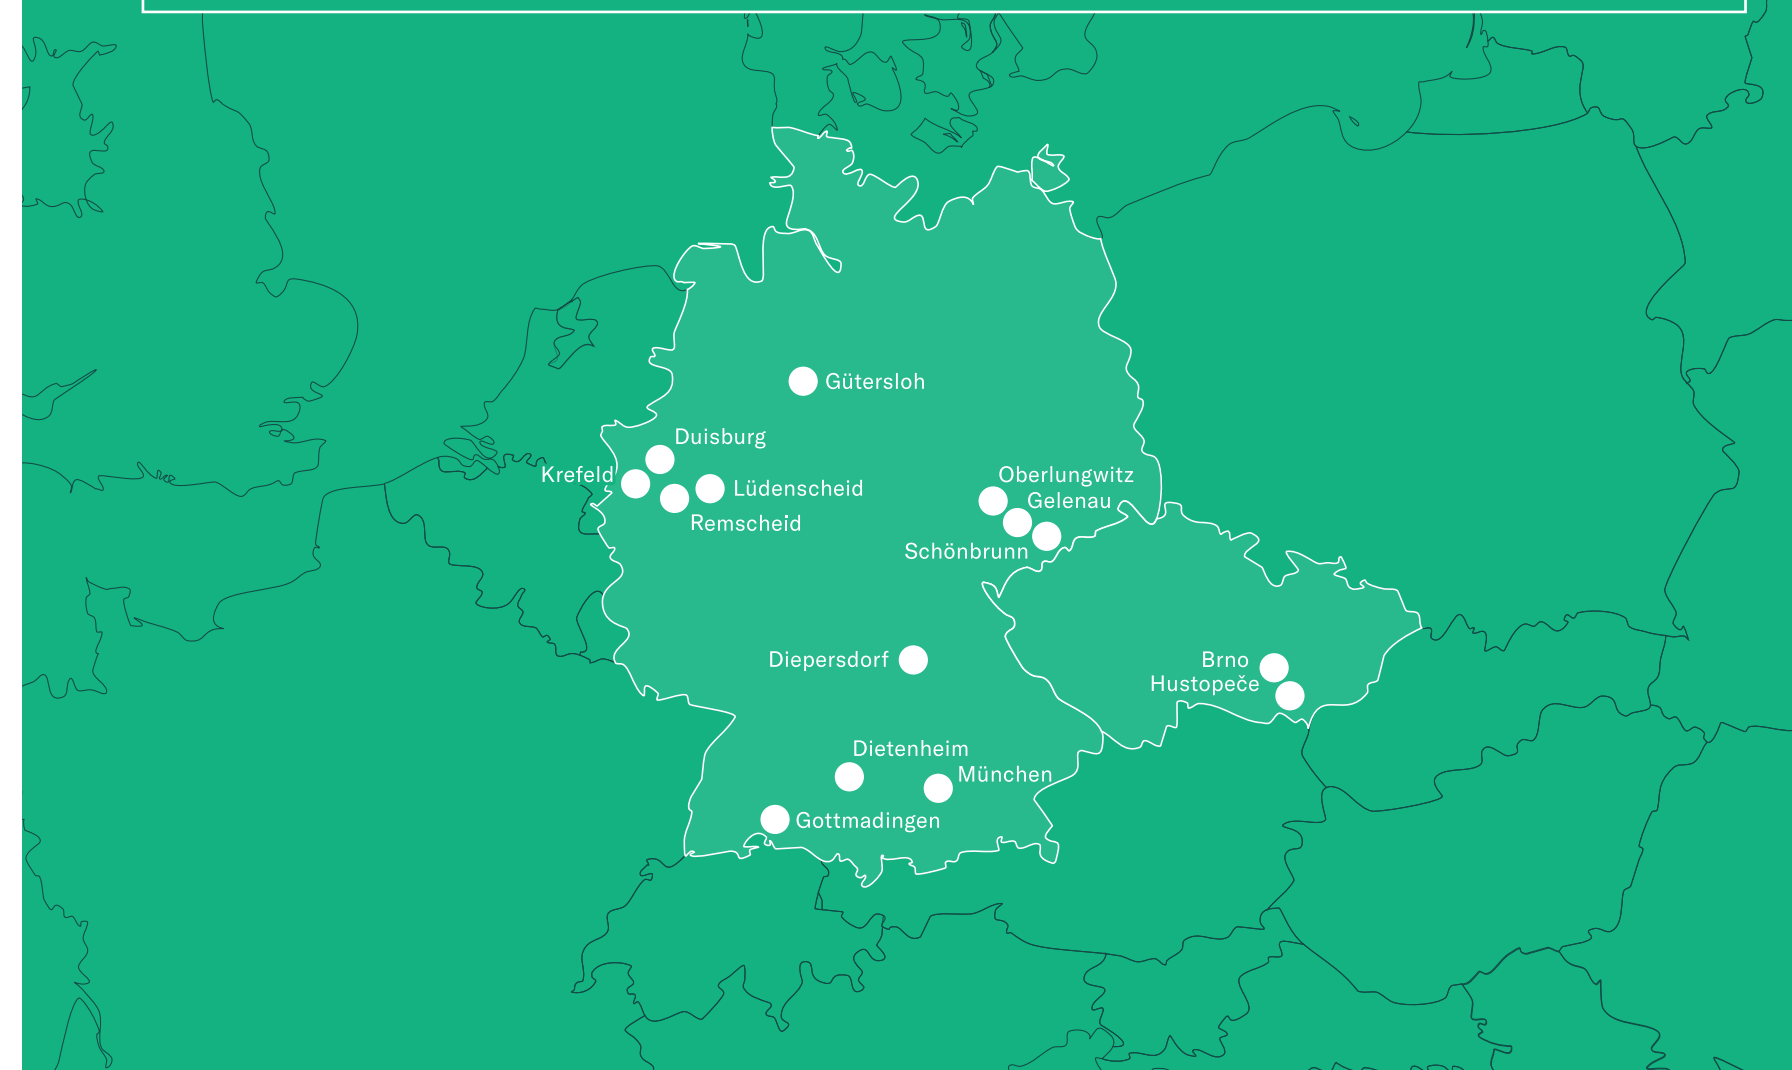 Gütersloh
Duisburg
Krefeld
Lüdenscheid
Remscheid
Oberlungwitz
Gelenau
Schönbrunn
Diepersdorf
Brno
Hustopeče
Dietenheim
München
Gottmadingen